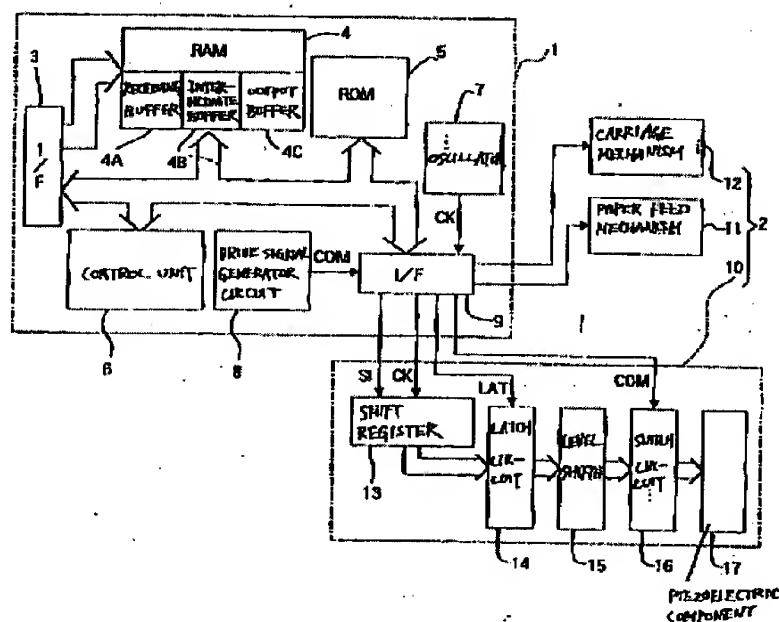 RAM
4
3
RECEIVING BUFFER
INTER-MEDIATE BUFFER
OUTPUT BUFFER
4A
4B
4C
5
ROM
1
7
OSCILLATOR
I/F
CK
CARRIAGE MECHANISM
12
PAPER FEED MECHANISM
11
2
10
CONTROL UNIT
6
DRIVE SIGNAL GENERATOR CIRCUIT
8
COM
I/F
9
SI
CK
LAT
COM
SHIFT REGISTER
13
LATCH CIR-CUIT
14
LEVEL SHIFTER
15
SWITCH CIR-CUIT
16
17
PIEZOELECTRIC COMPONENT